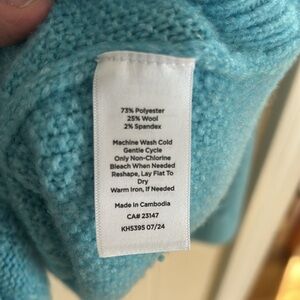 73% Polyester
25% Wool
2% Spandex
Machine Wash Cold
Gentle Cycle
Only Non-Chlorine
Bleach When Needed
Reshape, Lay Flat To
Dry
Warm Iron, If Needed
Made In Cambodia
CA# 23147
KH5395 07/24